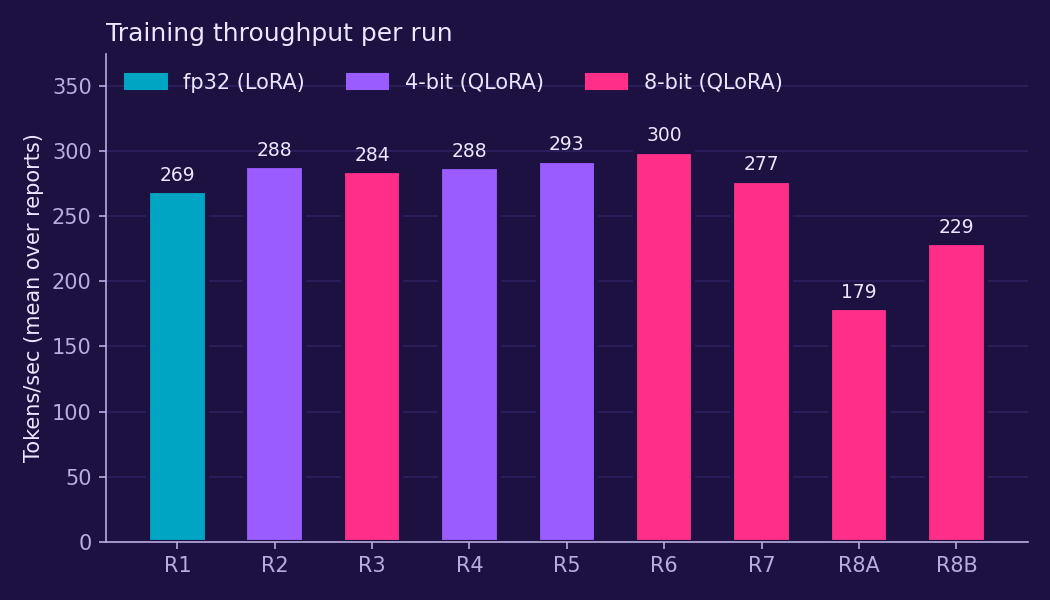 Training throughput per run
fp32 (LoRA)
4-bit (QLoRA)
8-bit (QLoRA)
Tokens/sec (mean over reports)
350
300
250
200
150
100
50
0
269
288
284
288
293
300
277
179
229
R1
R2
R3
R4
R5
R6
R7
R8A
R8B